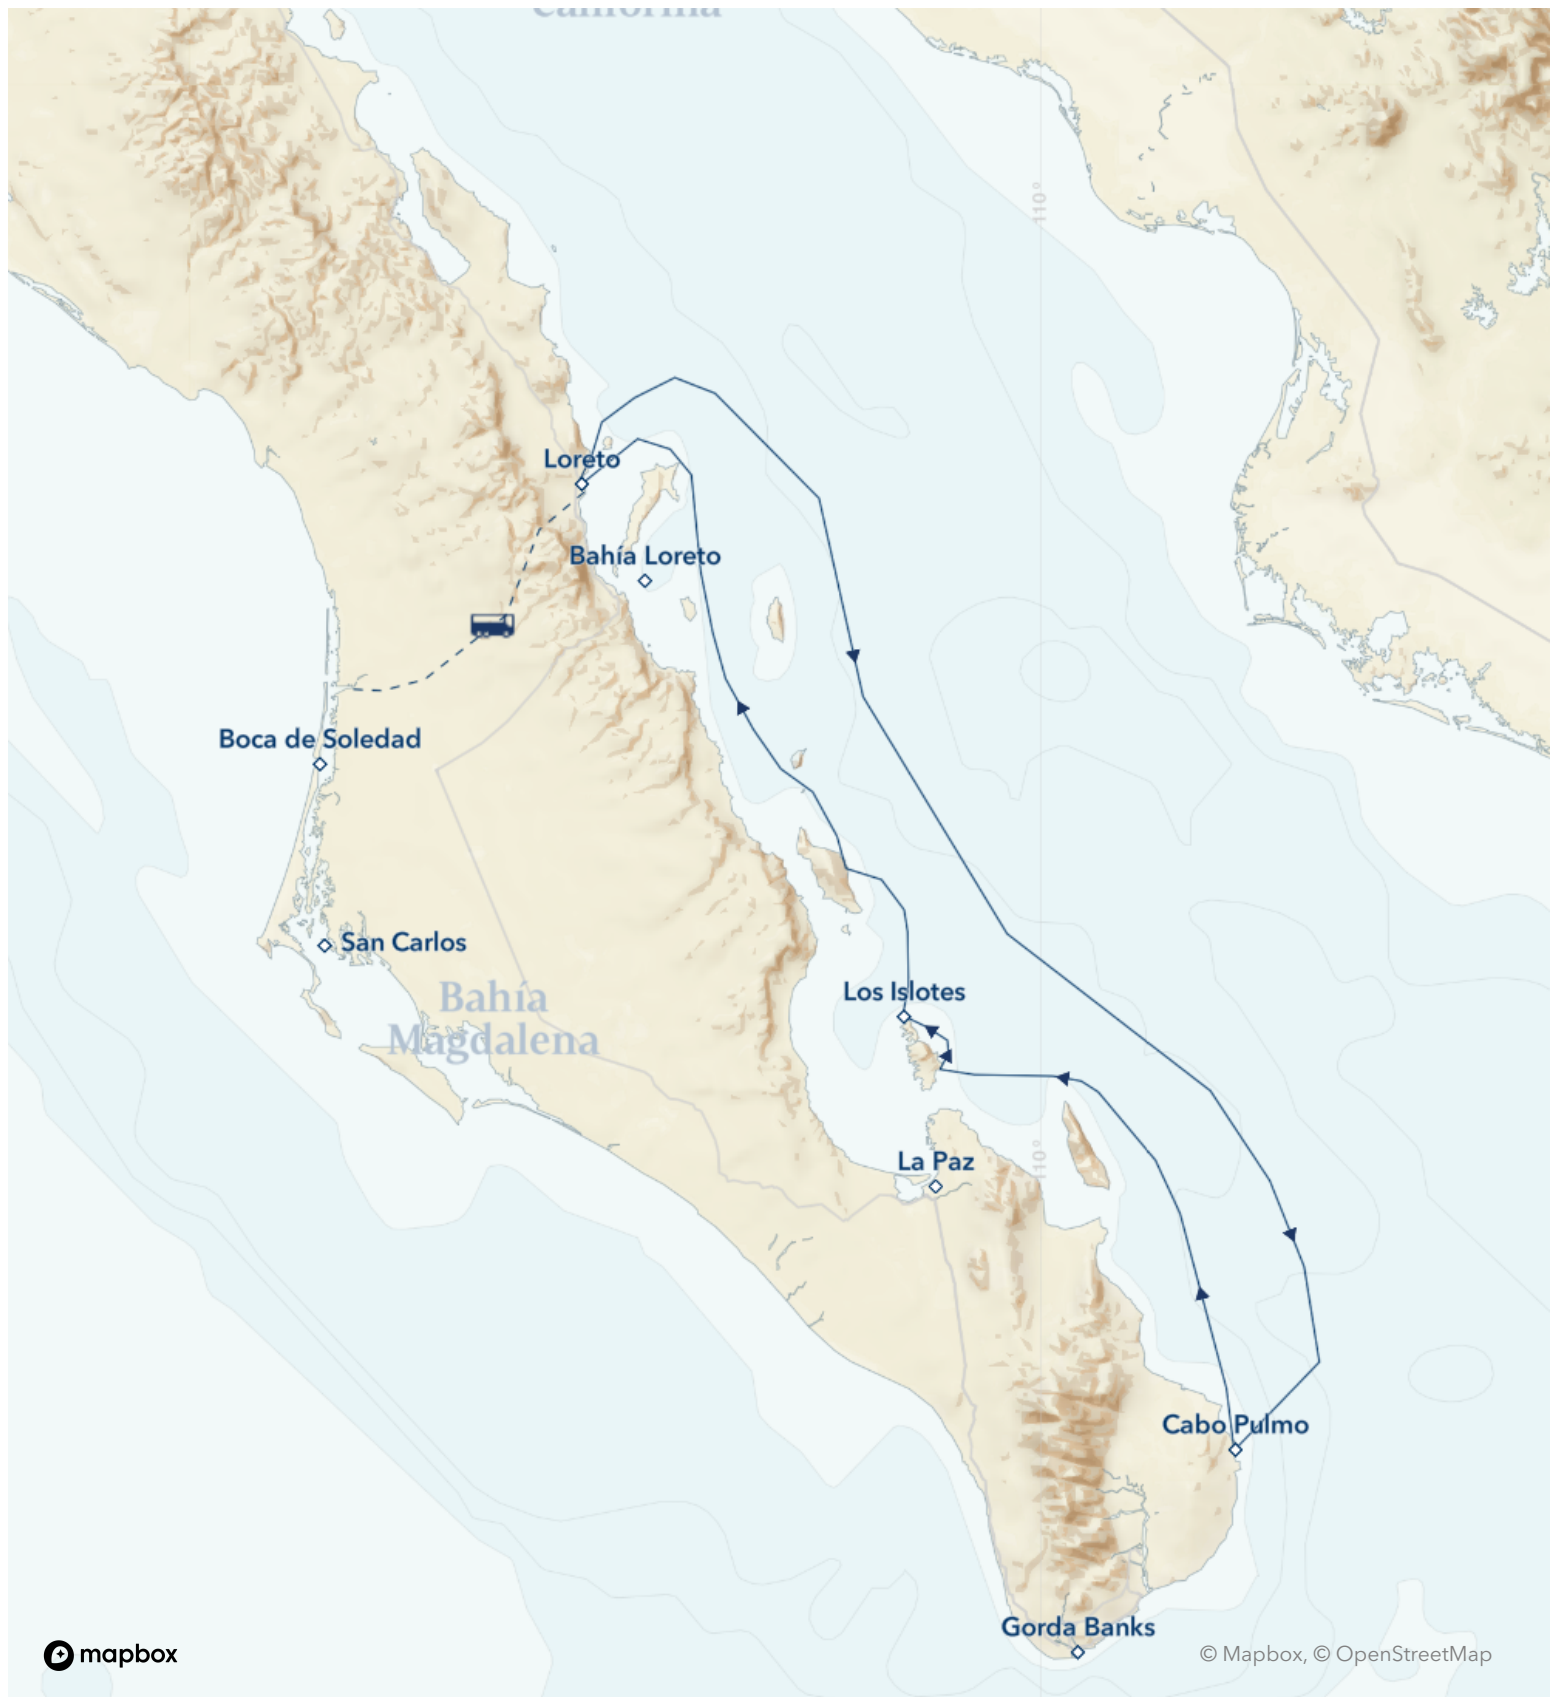 California
110°
Loreto
Bahía Loreto
Boca de Soledad
San Carlos
Bahía
Magdalena
Los Islotes
110°
La Paz
Cabo Pulmo
Gorda Banks
mapbox
© Mapbox, © OpenStreetMap